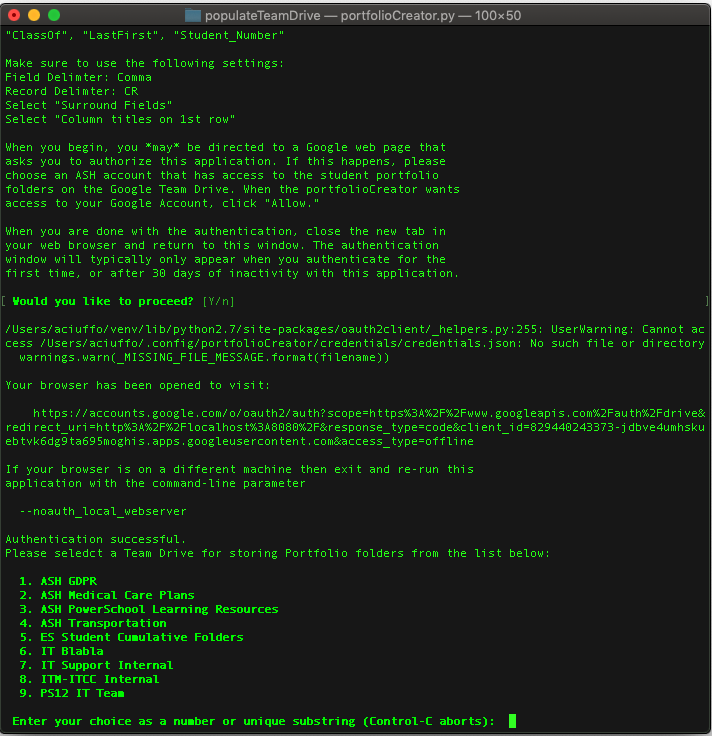 populateTeamDrive — portfolioCreator.py — 100×50
"ClassOf", "LastFirst", "Student_Number"
Make sure to use the following settings:
Field Delimter: Comma
Record Delimter: CR
Select "Surround Fields"
Select "Column titles on 1st row"
When you begin, you *may* be directed to a Google web page that
asks you to authorize this application. If this happens, please
choose an ASH account that has access to the student portfolio
folders on the Google Team Drive. When the portfolioCreator wants
access to your Google Account, click "Allow."
When you are done with the authentication, close the new tab in
your web browser and return to this window. The authentication
window will typically only appear when you authenticate for the
first time, or after 30 days of inactivity with this application.
[ Would you like to proceed? [Y/n] ]
/Users/aciuffo/venv/lib/python2.7/site-packages/oauth2client/_helpers.py:255: UserWarning: Cannot ac
cess /Users/aciuffo/.config/portfolioCreator/credentials/credentials.json: No such file or directory
warnings.warn(_MISSING_FILE_MESSAGE.format(filename))
Your browser has been opened to visit:
https://accounts.google.com/o/oauth2/auth?scope=https%3A%2F%2Fwww.googleapis.com%2Fauth%2Fdrive&
redirect_uri=http%3A%2F%2Flocalhost%3A8080%2F&response_type=code&client_id=829440243373-jdbve4umhsku
ebtvk6dg9ta695moghis.apps.googleusercontent.com&access_type=offline
If your browser is on a different machine then exit and re-run this
application with the command-line parameter
--noauth_local_webserver
Authentication successful.
Please seledct a Team Drive for storing Portfolio folders from the list below:
1. ASH GDPR
2. ASH Medical Care Plans
3. ASH PowerSchool Learning Resources
4. ASH Transportation
5. ES Student Cumulative Folders
6. IT Blabla
7. IT Support Internal
8. ITM-ITCC Internal
9. PS12 IT Team
Enter your choice as a number or unique substring (Control-C aborts):